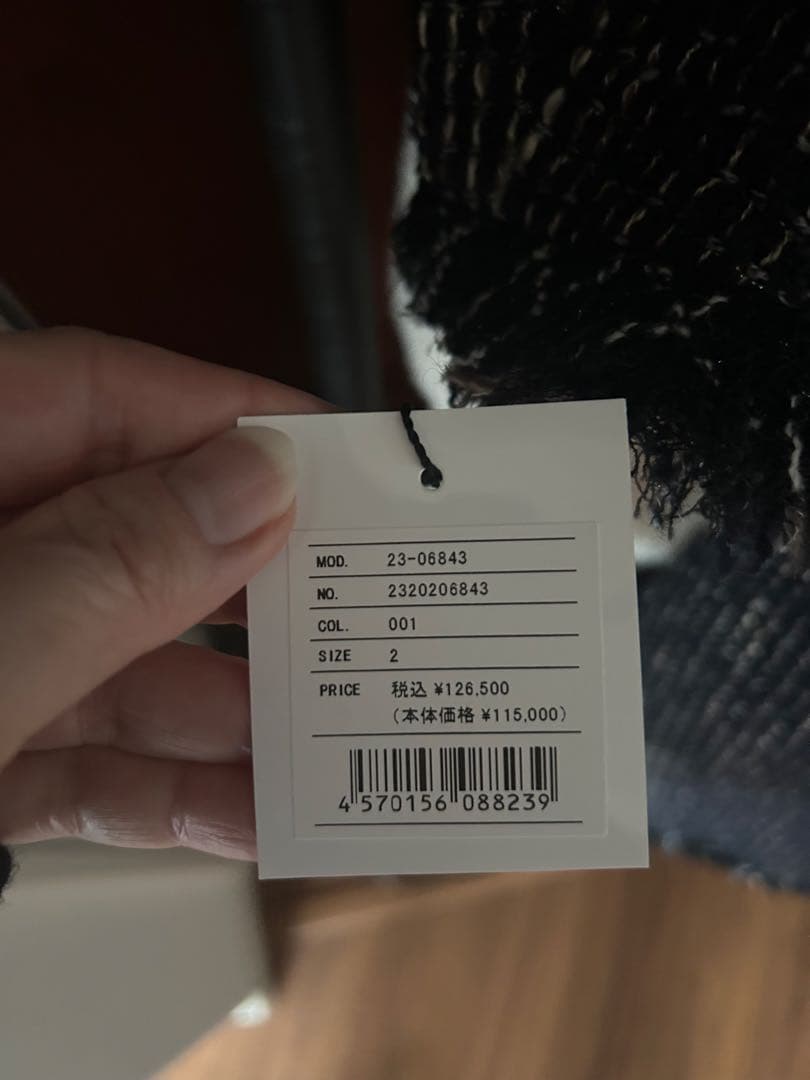 MOD. 23-06843
NO. 2320206843
COL. 001
SIZE 2
PRICE 税込 ¥126,500
(本体価格 ¥115,000)
4 570156 088239